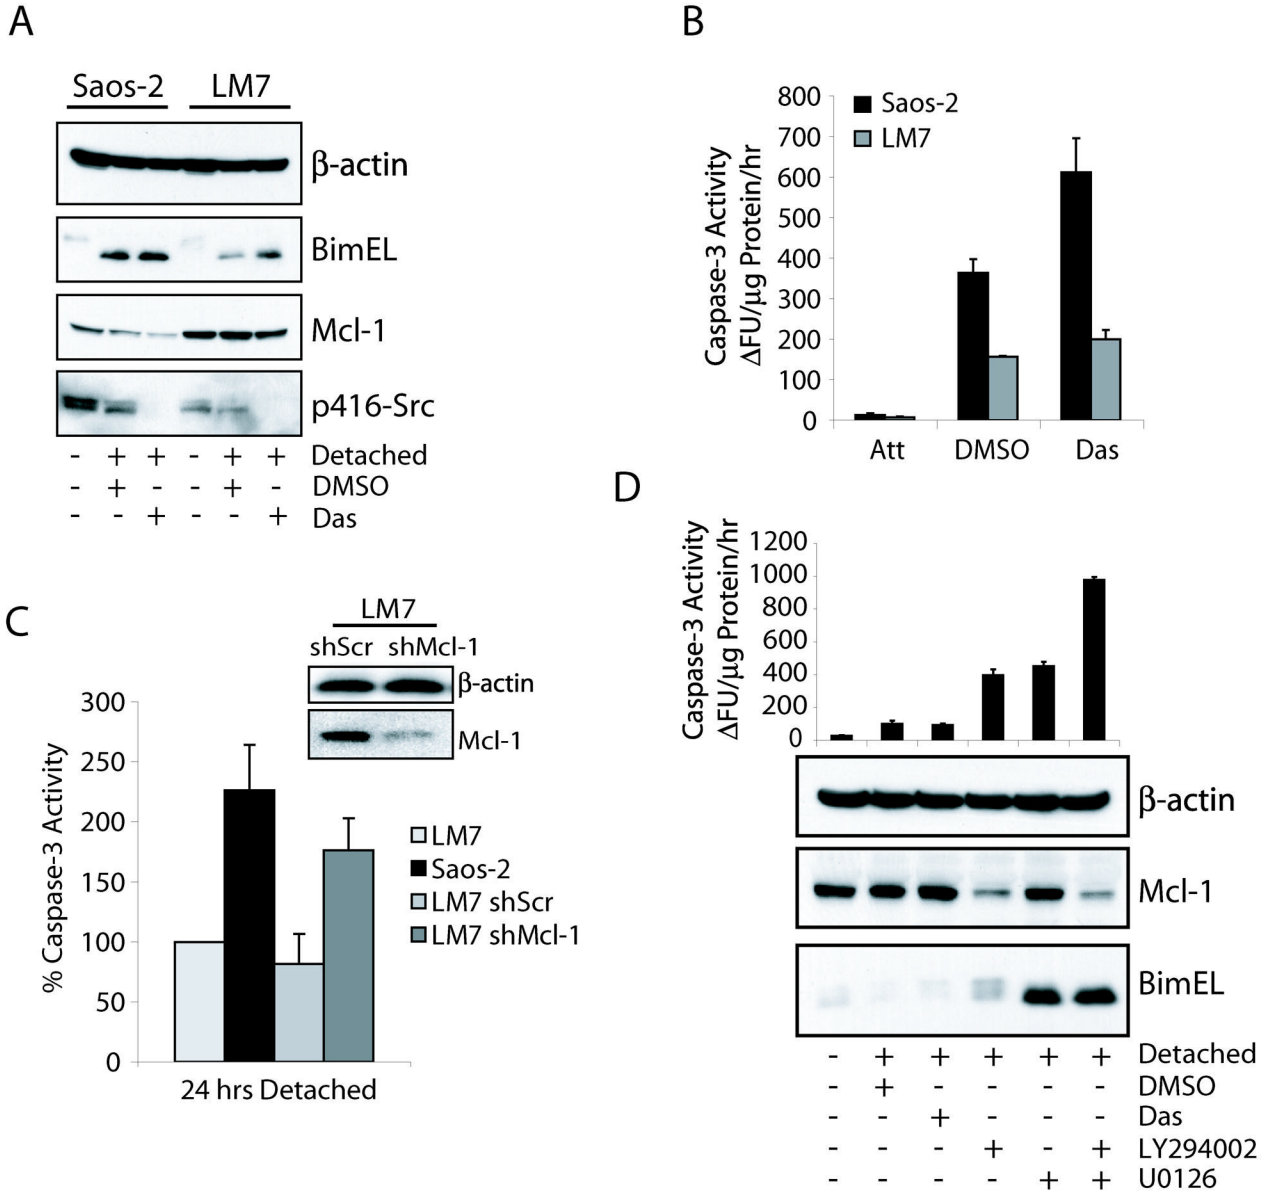 A
Saos-2 LM7
β-actin
BimEL
Mcl-1
p416-Src
- + + - + + Detached
- + - - + - DMSO
- - + - - + Das
B
Caspase-3 Activity
ΔFU/µg Protein/hr
800
700
600
500
400
300
200
100
0
Saos-2
LM7
Att DMSO Das
C
LM7
shScr shMcl-1
β-actin
Mcl-1
% Caspase-3 Activity
300
250
200
150
100
50
0
LM7
Saos-2
LM7 shScr
LM7 shMcl-1
24 hrs Detached
D
Caspase-3 Activity
ΔFU/µg Protein/hr
1200
1000
800
600
400
200
0
β-actin
Mcl-1
BimEL
- + + + + + Detached
- + - - - - DMSO
- - + - - - Das
- - - + - + LY294002
- - - - + + U0126